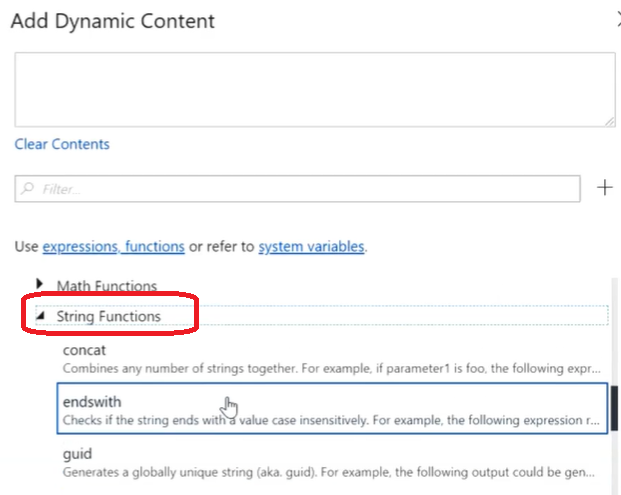 Add Dynamic Content
Clear Contents
Filter...
Use expressions, functions or refer to system variables.
Math Functions
String Functions
concat
Combines any number of strings together. For example, if parameter1 is foo, the following expr...
endswith
Checks if the string ends with a value case insensitively. For example, the following expression r...
guid
Generates a globally unique string (aka. guid). For example, the following output could be gen...